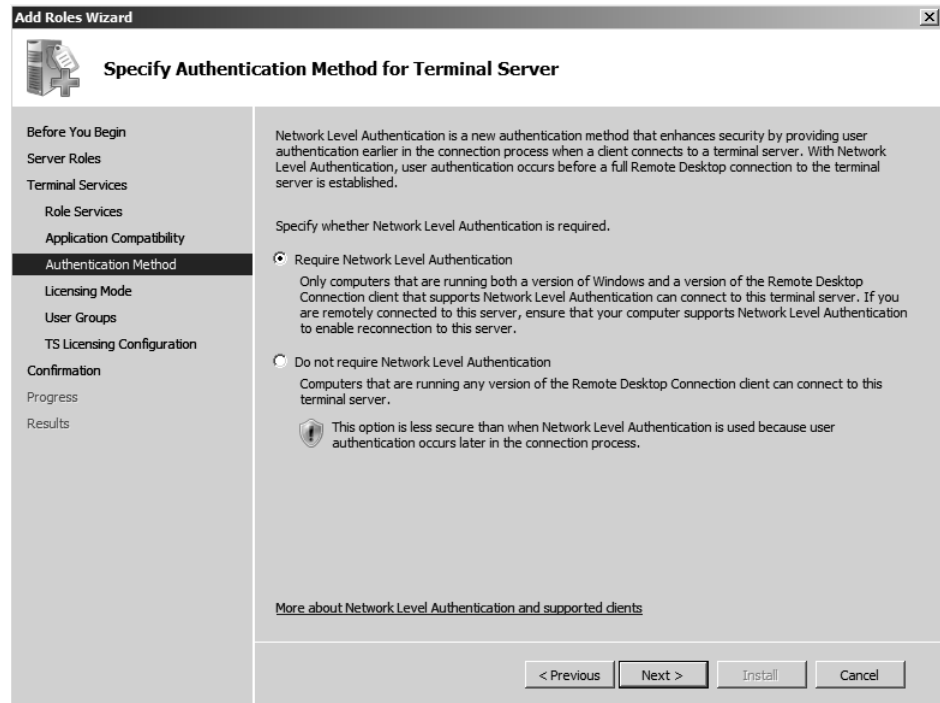 Add Roles Wizard
Specify Authentication Method for Terminal Server
Before You Begin
Server Roles
Terminal Services
Role Services
Application Compatibility
Authentication Method
Licensing Mode
User Groups
TS Licensing Configuration
Confirmation
Progress
Results
Network Level Authentication is a new authentication method that enhances security by providing user
authentication earlier in the connection process when a client connects to a terminal server. With Network
Level Authentication, user authentication occurs before a full Remote Desktop connection to the terminal
server is established.
Specify whether Network Level Authentication is required.
Require Network Level Authentication
Only computers that are running both a version of Windows and a version of the Remote Desktop
Connection client that supports Network Level Authentication can connect to this terminal server. If you
are remotely connected to this server, ensure that your computer supports Network Level Authentication
to enable reconnection to this server.
Do not require Network Level Authentication
Computers that are running any version of the Remote Desktop Connection client can connect to this
terminal server.
This option is less secure than when Network Level Authentication is used because user
authentication occurs later in the connection process.
More about Network Level Authentication and supported clients
< Previous
Next >
Install
Cancel